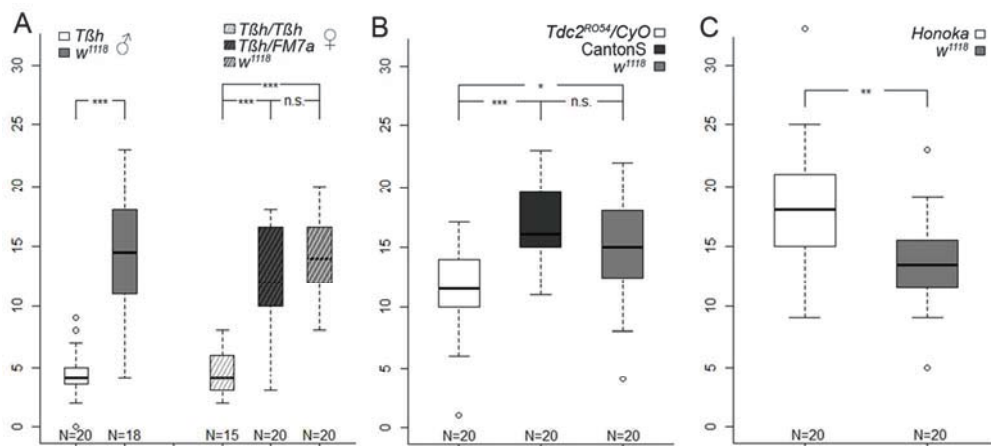 A
Tßh
w¹¹¹⁸ ♂
Tßh/Tßh
Tßh/FM7a ♀
w¹¹¹⁸
***
***
***
n.s.
30
25
20
15
10
5
0
N=20 N=18 N=15 N=20 N=20
B
Tdc2ᴿᴼ⁵⁴/CyO
CantonS
w¹¹¹⁸
*
***
n.s.
30
25
20
15
10
5
0
N=20 N=20 N=20
C
Honoka
w¹¹¹⁸
**
30
25
20
15
10
5
0
N=20 N=20